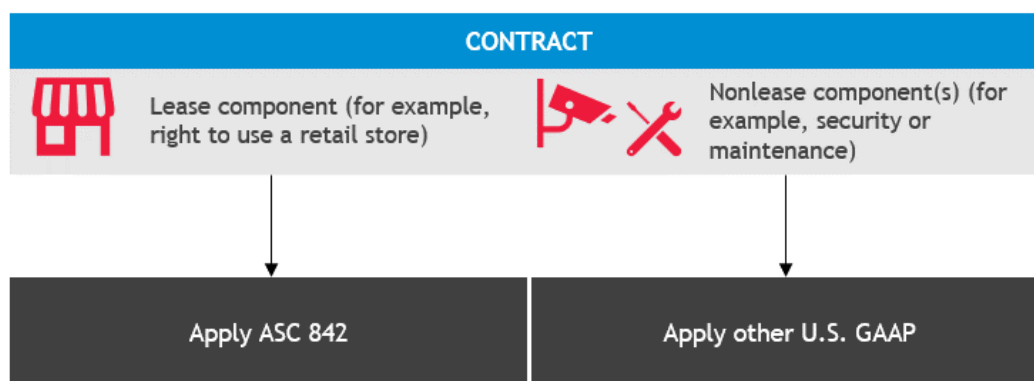 CONTRACT
Lease component (for example,
right to use a retail store)
Nonlease component(s) (for
example, security or
maintenance)
Apply ASC 842
Apply other U.S. GAAP